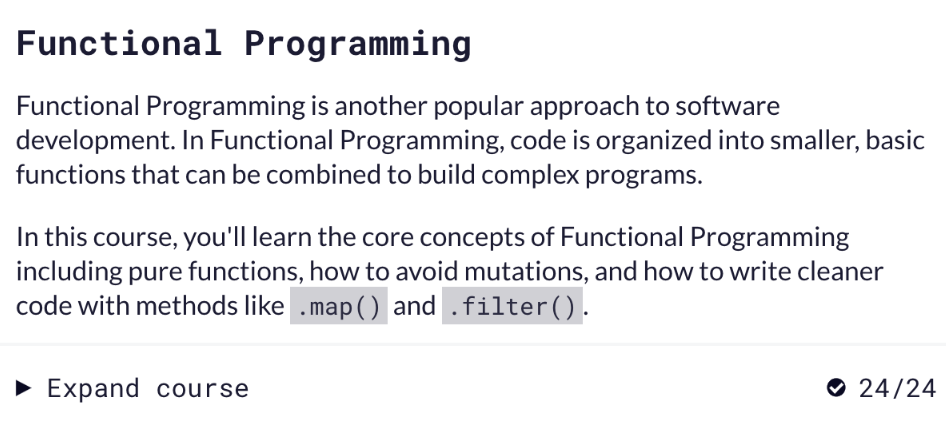 Functional Programming
Functional Programming is another popular approach to software
development. In Functional Programming, code is organized into smaller, basic
functions that can be combined to build complex programs.
In this course, you'll learn the core concepts of Functional Programming
including pure functions, how to avoid mutations, and how to write cleaner
code with methods like .map() and .filter().
Expand course 24/24